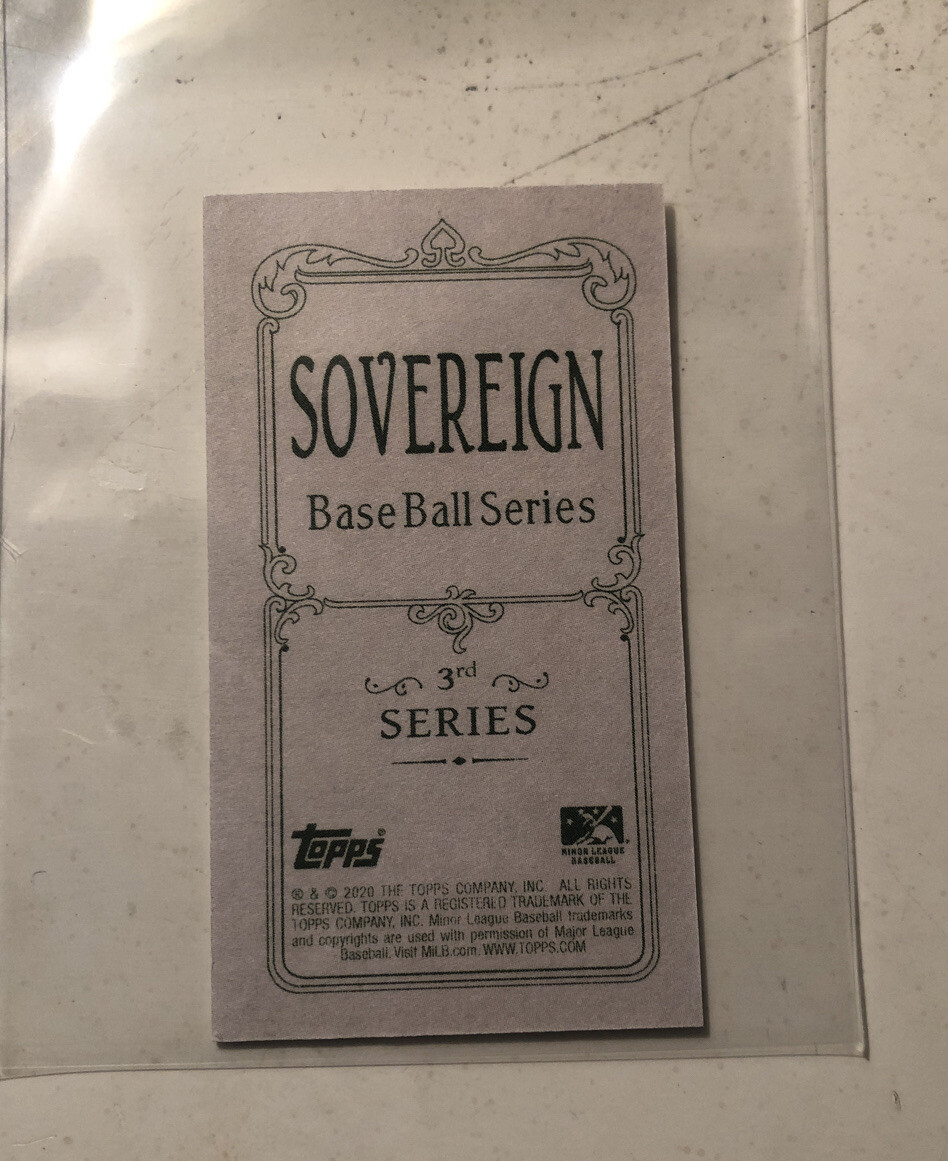 SOVEREIGN
Base Ball Series
3rd
SERIES
Topps®
MINOR LEAGUE
BASEBALL
® & © 2020 THE TOPPS COMPANY, INC. ALL RIGHTS
RESERVED. TOPPS IS A REGISTERED TRADEMARK OF THE
TOPPS COMPANY, INC. Minor League Baseball trademarks
and copyrights are used with permission of Major League
Baseball. Visit MiLB.com. WWW.TOPPS.COM